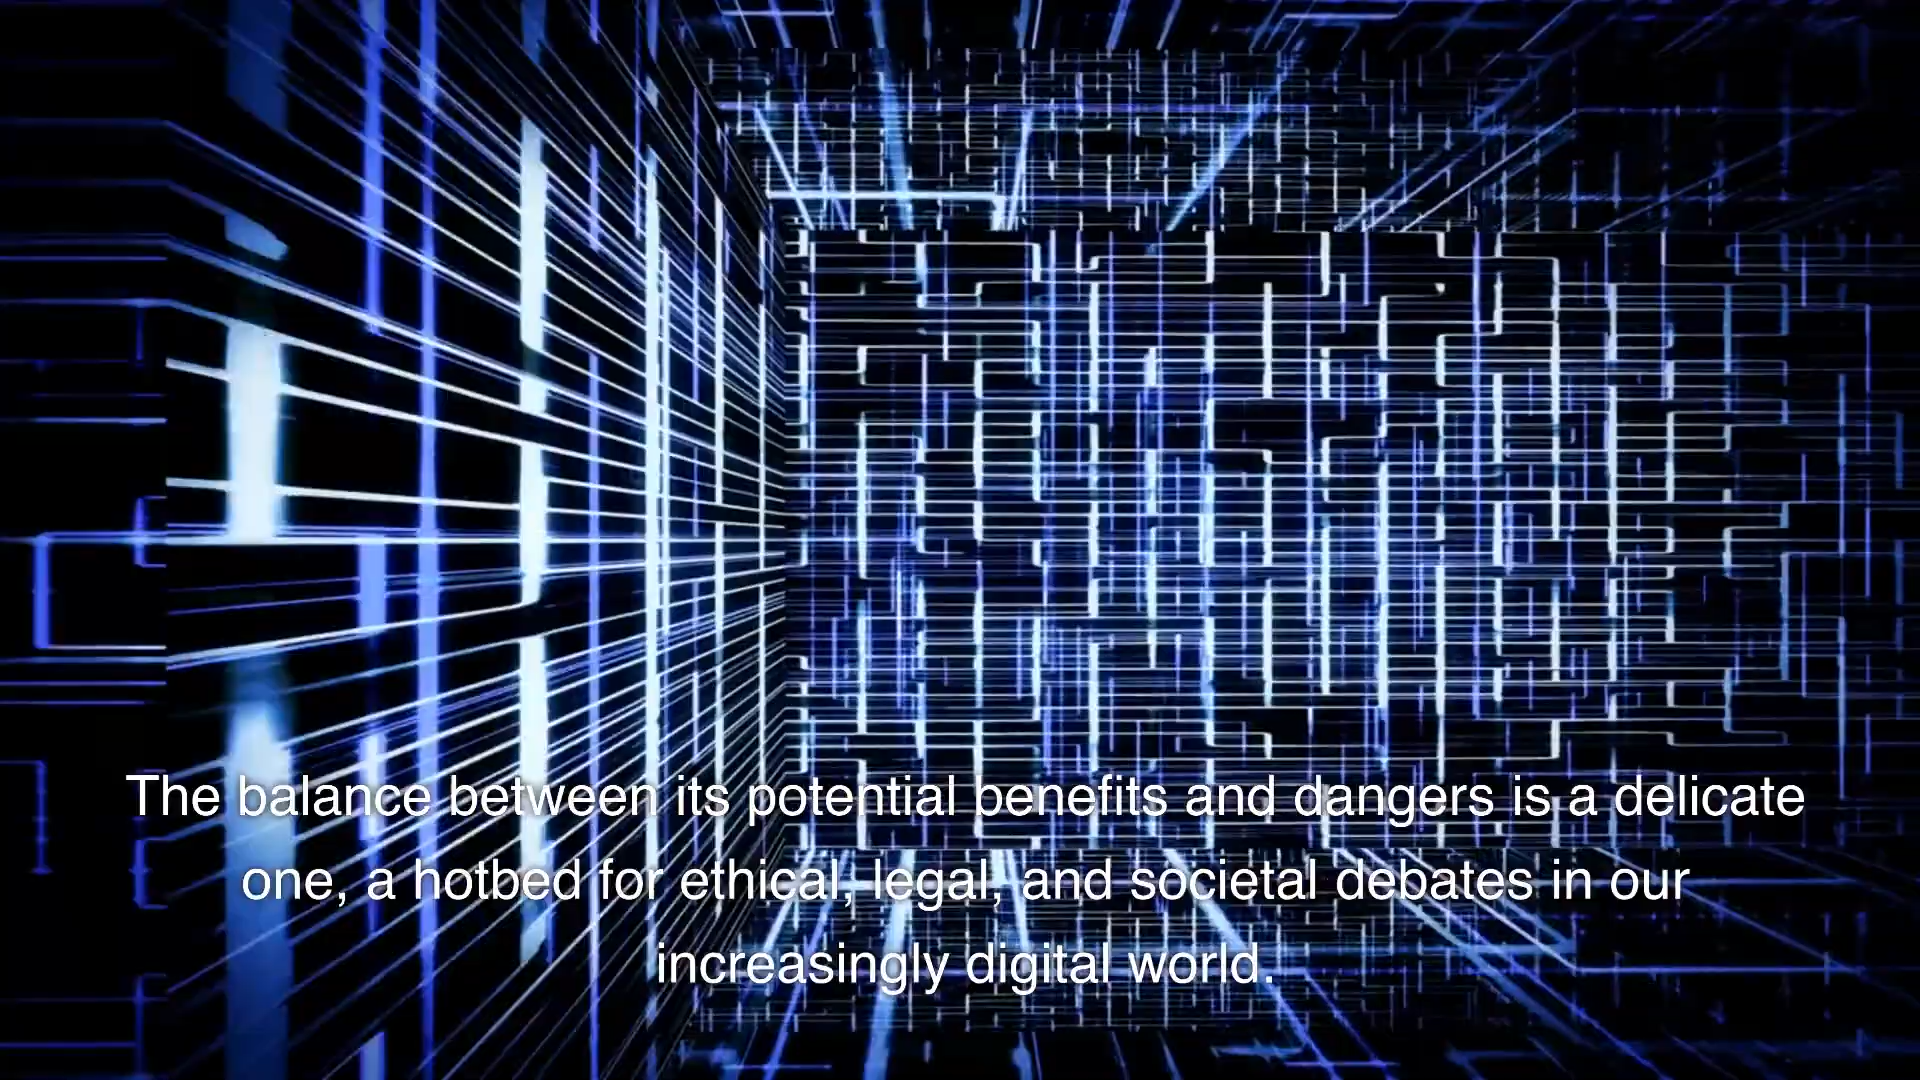 The balance between its potential benefits and dangers is a delicate
one, a hotbed for ethical, legal, and societal debates in our
increasingly digital world.